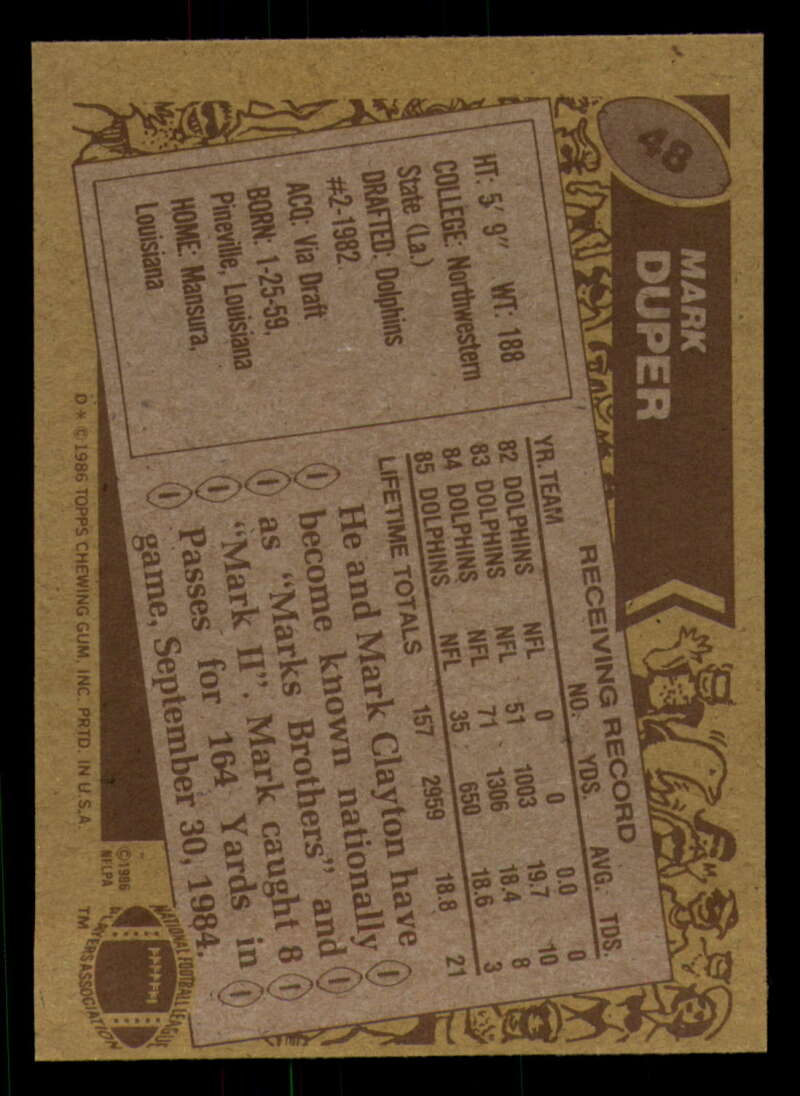 48
MARK
DUPER
HT: 5' 9" WT: 188
COLLEGE: Northwestern
State (La.)
DRAFTED: Dolphins
#2-1982
ACQ: Via Draft
BORN: 1-25-59,
Pineville, Louisiana
HOME: Mansura,
Louisiana
RECEIVING RECORD
YR. TEAM NO. YDS. AVG. TDS.
82 DOLPHINS NFL 0 0 0.0 0
83 DOLPHINS NFL 51 1003 19.7 10
84 DOLPHINS NFL 71 1306 18.4 8
85 DOLPHINS NFL 35 650 18.6 3
LIFETIME TOTALS 157 2959 18.8 21
He and Mark Clayton have
become known nationally
as "Marks Brothers" and
"Mark II". Mark caught 8
Passes for 164 Yards in
game, September 30, 1984.
D * © 1986 TOPPS CHEWING GUM, INC. PRTD. IN U.S.A.
© 1986
NFLPA
NATIONAL FOOTBALL LEAGUE
PLAYERS ASSOCIATION
TM